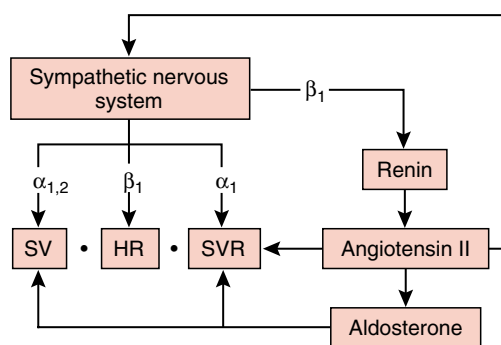 Sympathetic nervous
system
β₁
Renin
α₁,₂
β₁
α₁
SV • HR • SVR
Angiotensin II
Aldosterone